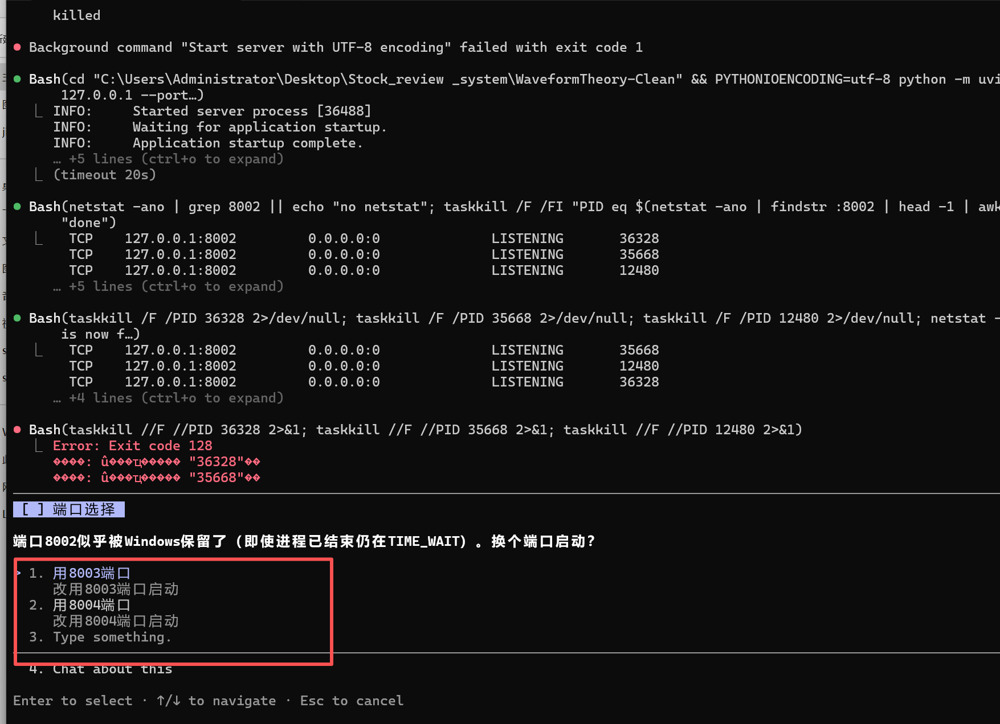 killed
● Background command "Start server with UTF-8 encoding" failed with exit code 1
● Bash(cd "C:\Users\Administrator\Desktop\Stock_review _system\WaveformTheory-Clean" && PYTHONIOENCODING=utf-8 python -m uvi
127.0.0.1 --port…)
INFO:     Started server process [36488]
INFO:     Waiting for application startup.
INFO:     Application startup complete.
… +5 lines (ctrl+o to expand)
(timeout 20s)
● Bash(netstat -ano | grep 8002 || echo "no netstat"; taskkill /F /FI "PID eq $(netstat -ano | findstr :8002 | head -1 | awk
"done")
TCP    127.0.0.1:8002         0.0.0.0:0              LISTENING       36328
TCP    127.0.0.1:8002         0.0.0.0:0              LISTENING       35668
TCP    127.0.0.1:8002         0.0.0.0:0              LISTENING       12480
… +5 lines (ctrl+o to expand)
● Bash(taskkill /F /PID 36328 2>/dev/null; taskkill /F /PID 35668 2>/dev/null; taskkill /F /PID 12480 2>/dev/null; netstat -
is now f…)
TCP    127.0.0.1:8002         0.0.0.0:0              LISTENING       35668
TCP    127.0.0.1:8002         0.0.0.0:0              LISTENING       12480
TCP    127.0.0.1:8002         0.0.0.0:0              LISTENING       36328
… +4 lines (ctrl+o to expand)
● Bash(taskkill //F //PID 36328 2>&1; taskkill //F //PID 35668 2>&1; taskkill //F //PID 12480 2>&1)
Error: Exit code 128
����: û���ҵ����� "36328"��
����: û���ҵ����� "35668"��
[ ] 端口选择
端口8002似乎被Windows保留了（即使进程已结束仍在TIME_WAIT）。换个端口启动？
> 1. 用8003端口
改用8003端口启动
2. 用8004端口
改用8004端口启动
3. Type something.
4. Chat about this
Enter to select · ↑/↓ to navigate · Esc to cancel